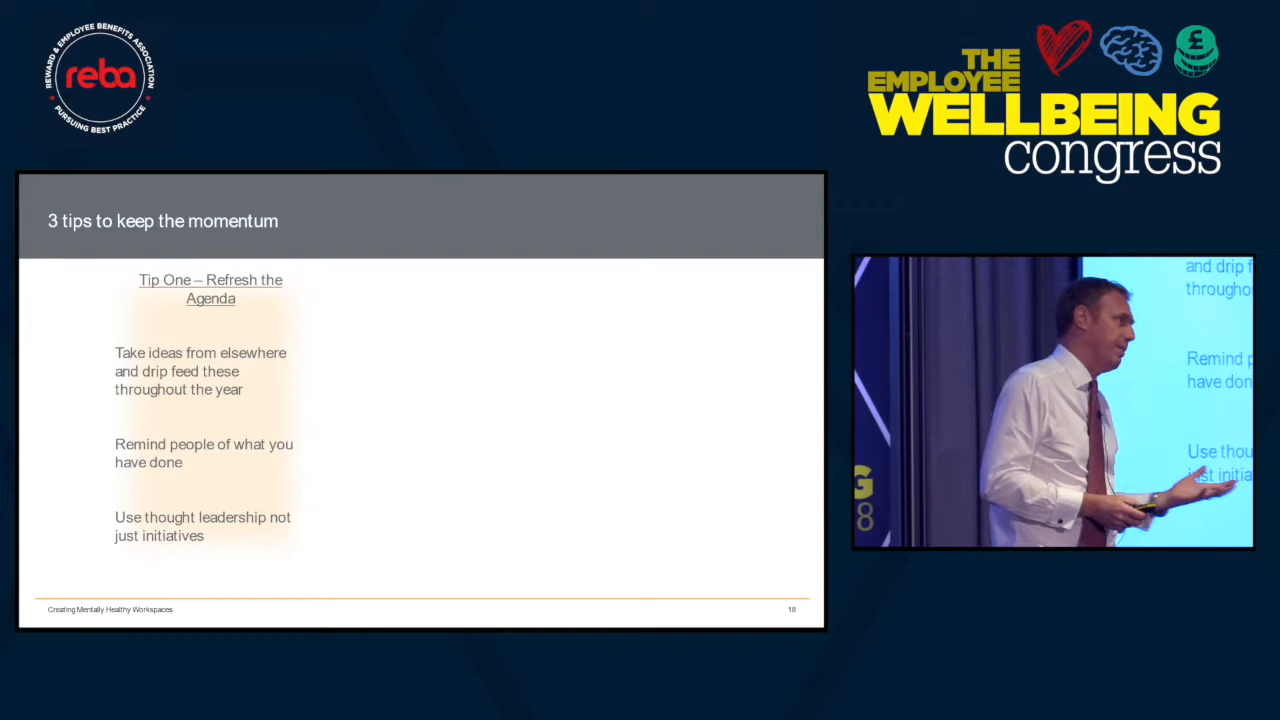 REWARD & EMPLOYEE BENEFITS ASSOCIATION
reba
PURSUING BEST PRACTICE
THE
EMPLOYEE
WELLBEING
congress
£
3 tips to keep the momentum
Tip One – Refresh the
Agenda
Take ideas from elsewhere
and drip feed these
throughout the year
Remind people of what you
have done
Use thought leadership not
just initiatives
Creating Mentally Healthy Workspaces
18
and drip f
througho
Remind p
have don
Use thou
just initia
G
8